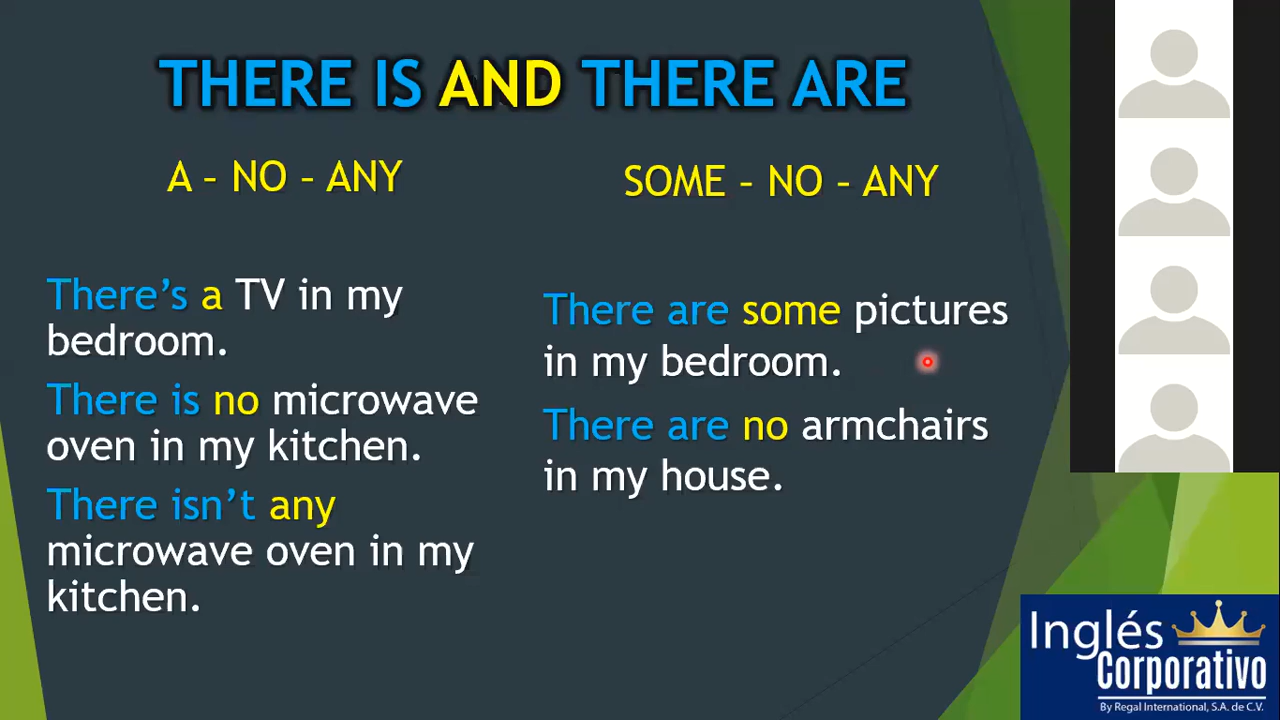 THERE IS AND THERE ARE
A – NO – ANY
There's a TV in my
bedroom.
There is no microwave
oven in my kitchen.
There isn't any
microwave oven in my
kitchen.
SOME – NO – ANY
There are some pictures
in my bedroom.
There are no armchairs
in my house.
Inglés
Corporativo
By Regal International, S.A. de C.V.